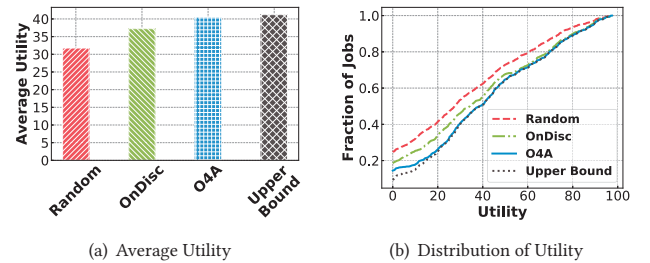 Average Utility
40
35
30
25
20
15
10
5
0
Random
OnDisc
O4A
Upper
Bound
(a) Average Utility
Fraction of Jobs
1.0
0.8
0.6
0.4
0.2
Random
OnDisc
O4A
Upper Bound
0 20 40 60 80 100
Utility
(b) Distribution of Utility